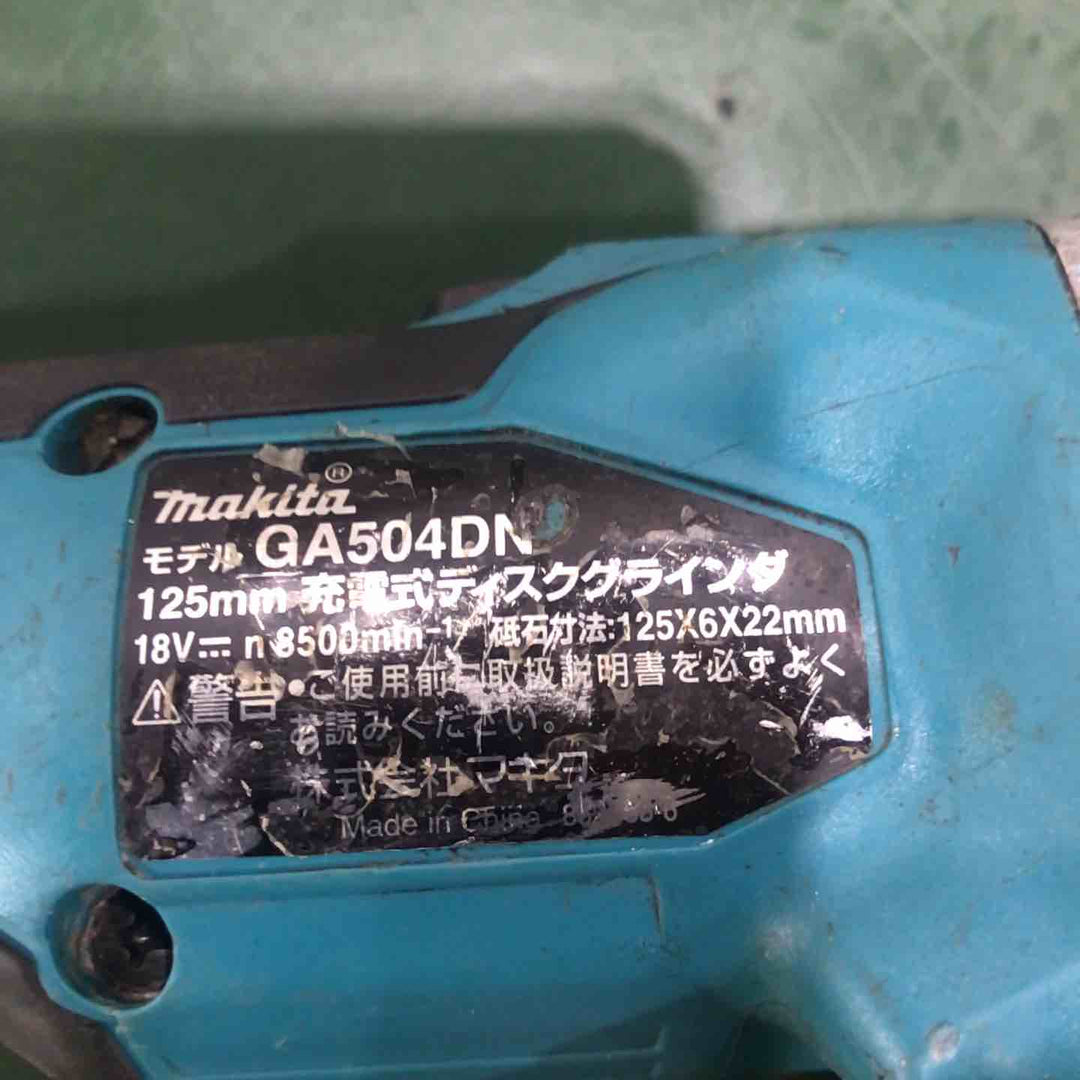 makita®
モデル GA504DN
125mm 充電式ディスクグラインダ
18V⎓ n 8500min⁻¹ 砥石寸法:125X6X22mm
⚠警告 •ご使用前に取扱説明書を必ずよく
お読みください。
株式会社マキタ
Made in China